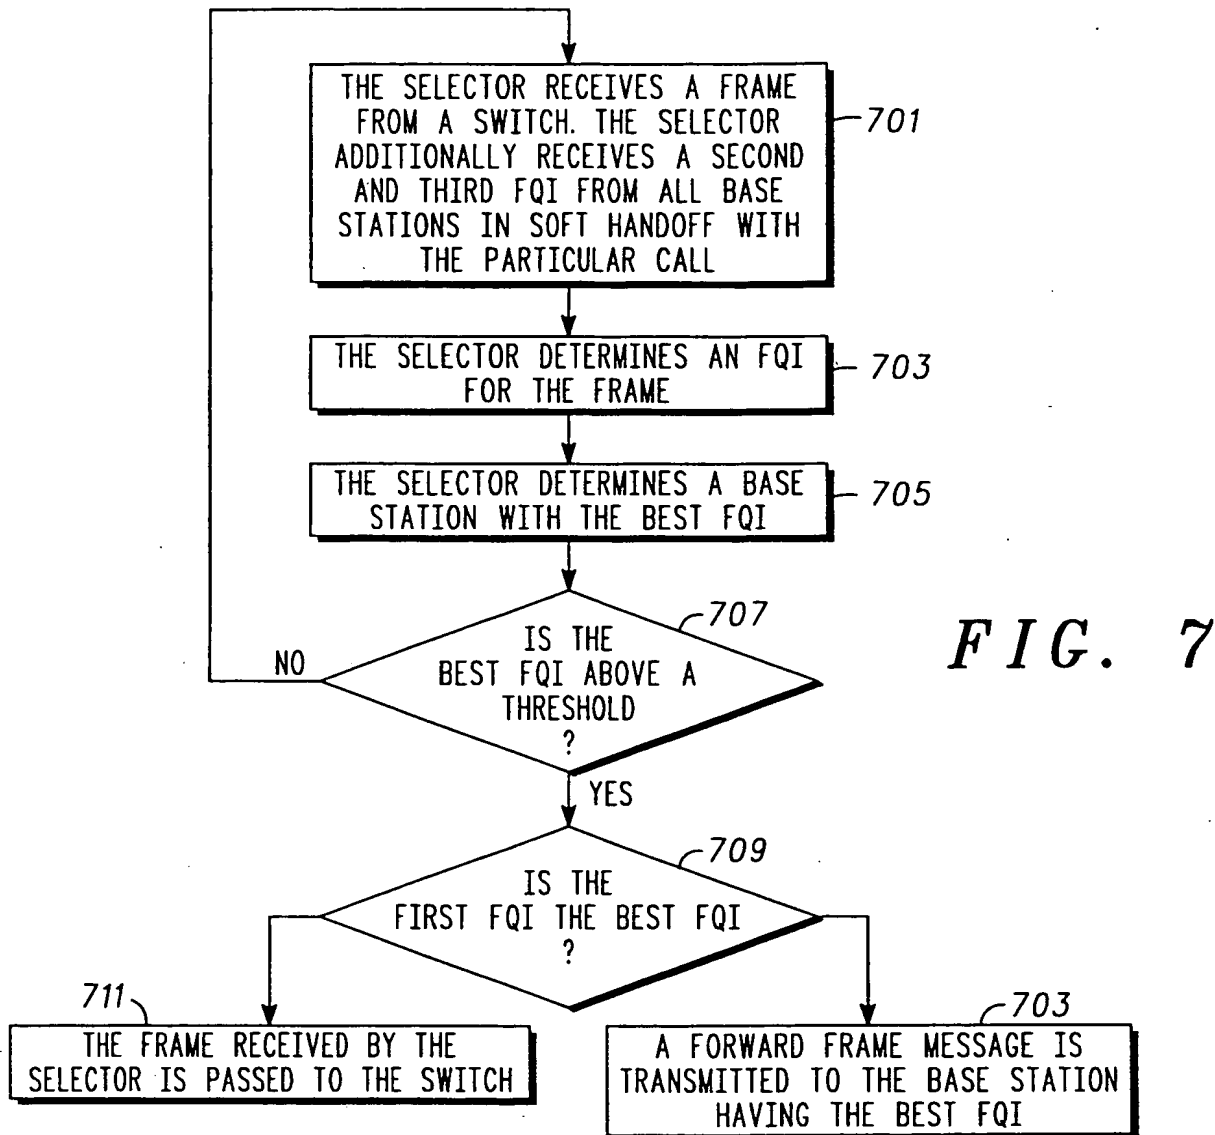 THE SELECTOR RECEIVES A FRAME
FROM A SWITCH. THE SELECTOR
ADDITIONALLY RECEIVES A SECOND
AND THIRD FQI FROM ALL BASE
STATIONS IN SOFT HANDOFF WITH
THE PARTICULAR CALL
701
THE SELECTOR DETERMINES AN FQI
FOR THE FRAME
703
THE SELECTOR DETERMINES A BASE
STATION WITH THE BEST FQI
705
707
IS THE
BEST FQI ABOVE A
THRESHOLD
?
NO
FIG. 7
YES
709
IS THE
FIRST FQI THE BEST FQI
?
711
THE FRAME RECEIVED BY THE
SELECTOR IS PASSED TO THE SWITCH
703
A FORWARD FRAME MESSAGE IS
TRANSMITTED TO THE BASE STATION
HAVING THE BEST FQI